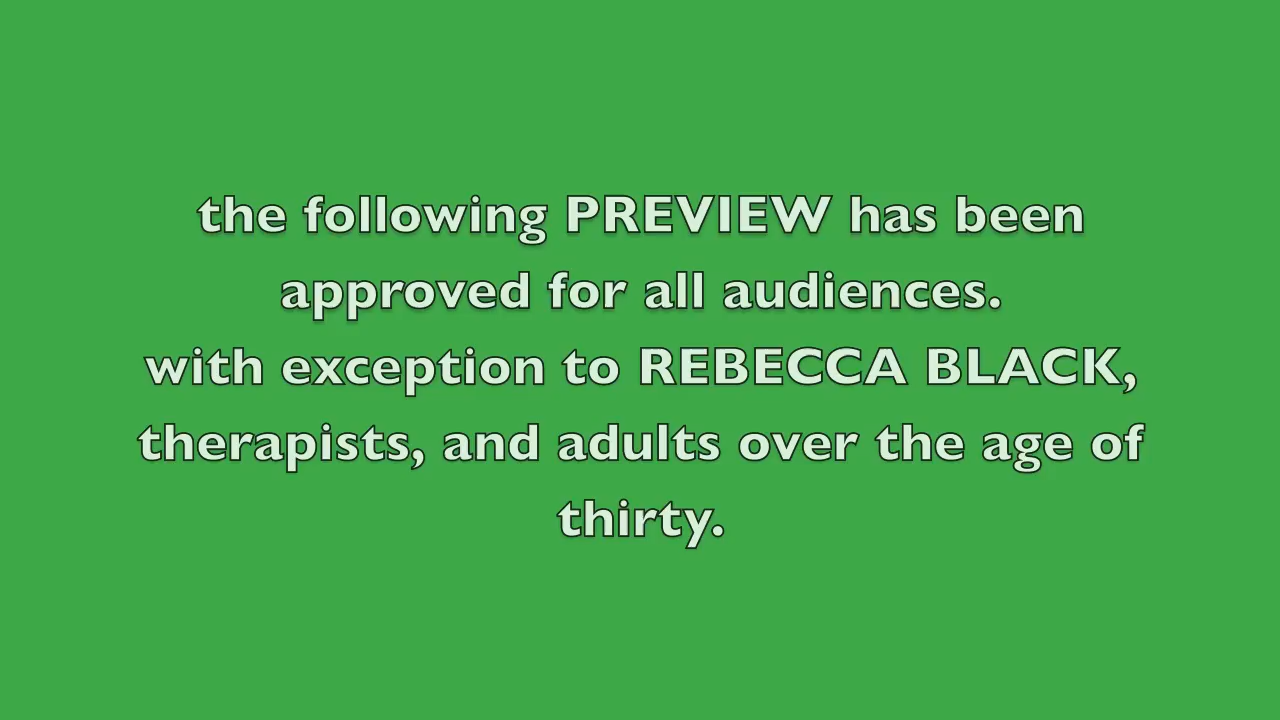 the following PREVIEW has been
approved for all audiences.
with exception to REBECCA BLACK,
therapists, and adults over the age of
thirty.